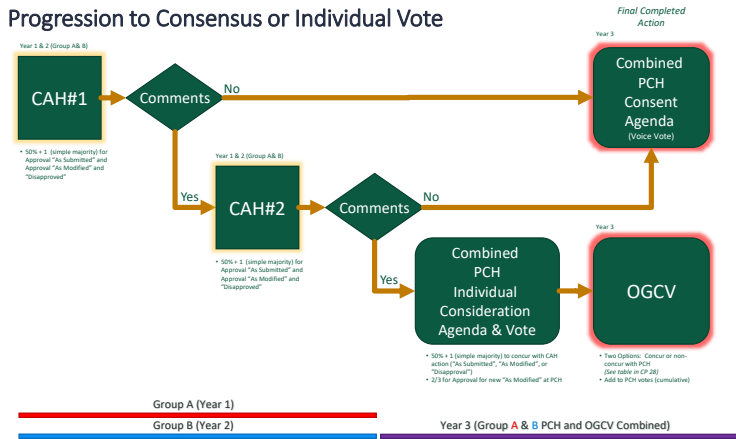 Progression to Consensus or Individual Vote
Final Completed
Action
Year 1 & 2 (Group A& B)
Year 3
CAH#1
Comments
No
Combined
PCH
Consent
Agenda
(Voice Vote)
• 50% + 1  (simple majority) for
Approval "As Submitted" and
Approval "As Modified" and
"Disapproved"
Year 1 & 2 (Group A& B)
Yes
CAH#2
Comments
No
Year 3
• 50% + 1  (simple majority) for
Approval "As Submitted" and
Approval "As Modified" and
"Disapproved"
Yes
Combined
PCH
Individual
Consideration
Agenda & Vote
OGCV
• 50% + 1 (simple majority) to concur with CAH
action ("As Submitted", "As Modified", or
"Disapproval")
• 2/3 for Approval for new "As Modified" at PCH
• Two Options:  Concur or non-
concur with PCH
(See table in CP 28)
• Add to PCH votes (cumulative)
Group A (Year 1)
Group B (Year 2)
Year 3 (Group A & B PCH and OGCV Combined)